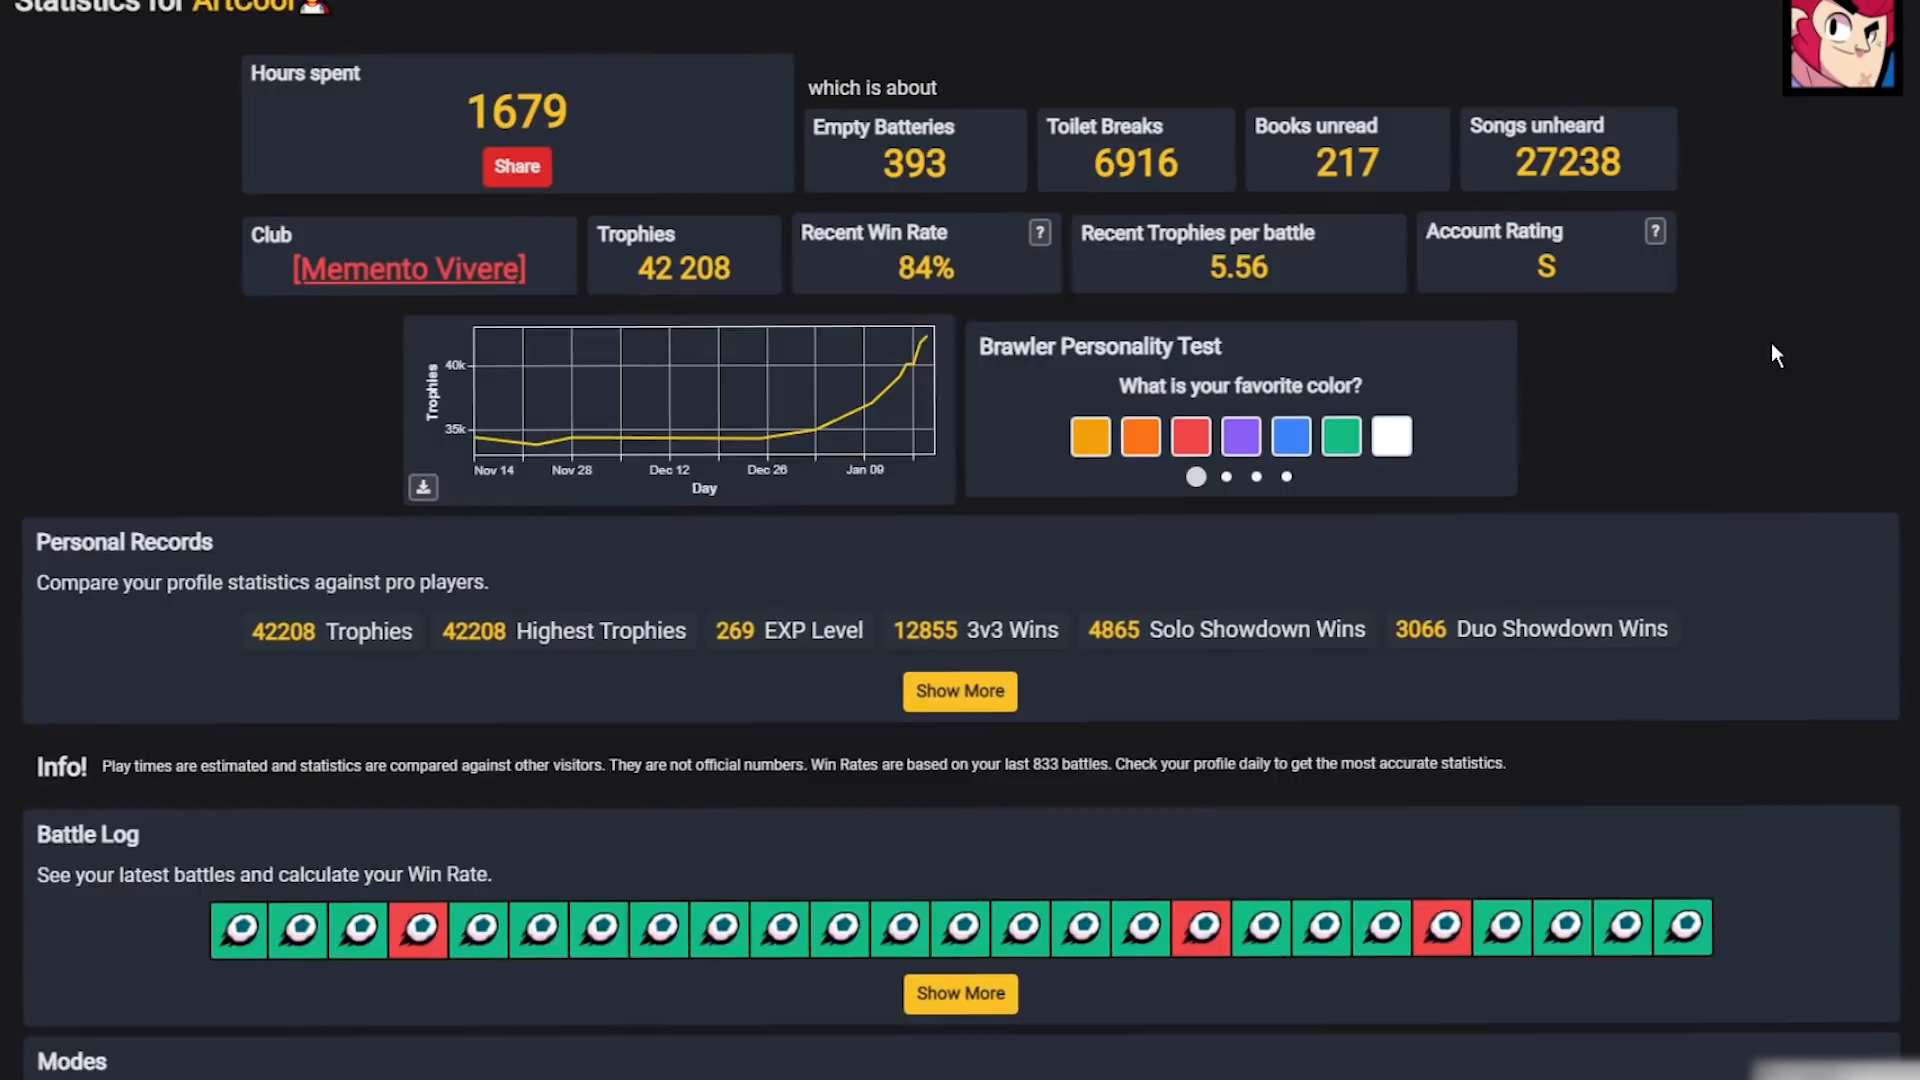 Statistics for ArtCool
Hours spent
1679
Share
which is about
Empty Batteries
393
Toilet Breaks
6916
Books unread
217
Songs unheard
27238
Club
[Memento Vivere]
Trophies
42 208
Recent Win Rate
?
84%
Recent Trophies per battle
5.56
Account Rating
?
S
Trophies
40k
35k
Nov 14
Nov 28
Dec 12
Dec 26
Jan 09
Day
Brawler Personality Test
What is your favorite color?
Personal Records
Compare your profile statistics against pro players.
42208 Trophies
42208 Highest Trophies
269 EXP Level
12855 3v3 Wins
4865 Solo Showdown Wins
3066 Duo Showdown Wins
Show More
Info! Play times are estimated and statistics are compared against other visitors. They are not official numbers. Win Rates are based on your last 833 battles. Check your profile daily to get the most accurate statistics.
Battle Log
See your latest battles and calculate your Win Rate.
Show More
Modes